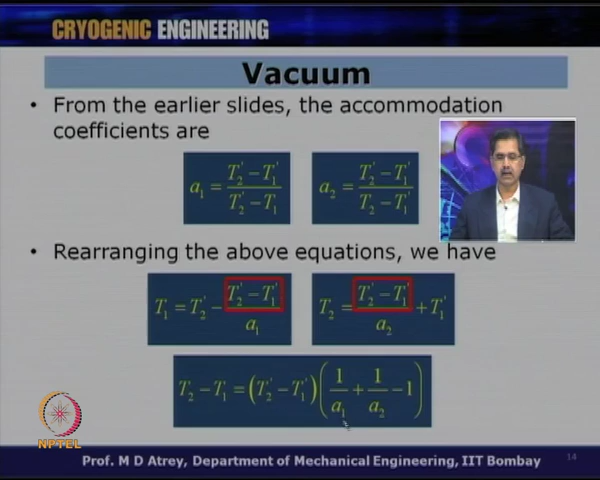 CRYOGENIC ENGINEERING
Vacuum
• From the earlier slides, the accommodation
coefficients are
a₁ = (T₂' − T₁') / (T₂' − T₁)
a₂ = (T₂' − T₁') / (T₂ − T₁')
• Rearranging the above equations, we have
T₁ = T₂' − (T₂' − T₁') / a₁
T₂ = (T₂' − T₁') / a₂ + T₁'
T₂ − T₁ = (T₂' − T₁') (1/a₁ + 1/a₂ − 1)
NPTEL
Prof. M D Atrey, Department of Mechanical Engineering, IIT Bombay
14